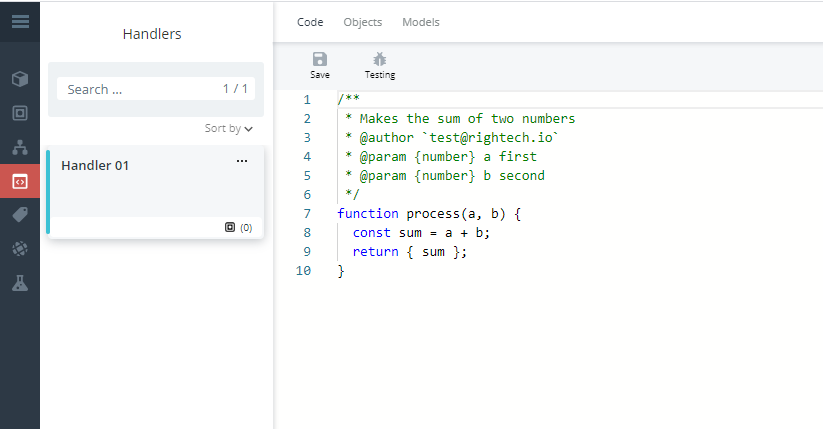 Handlers
Search ...
1 / 1
Sort by
Handler 01
...
(0)
Code
Objects
Models
Save
Testing
1 /**
2  * Makes the sum of two numbers
3  * @author `test@rightech.io`
4  * @param {number} a first
5  * @param {number} b second
6  */
7 function process(a, b) {
8   const sum = a + b;
9   return { sum };
10 }